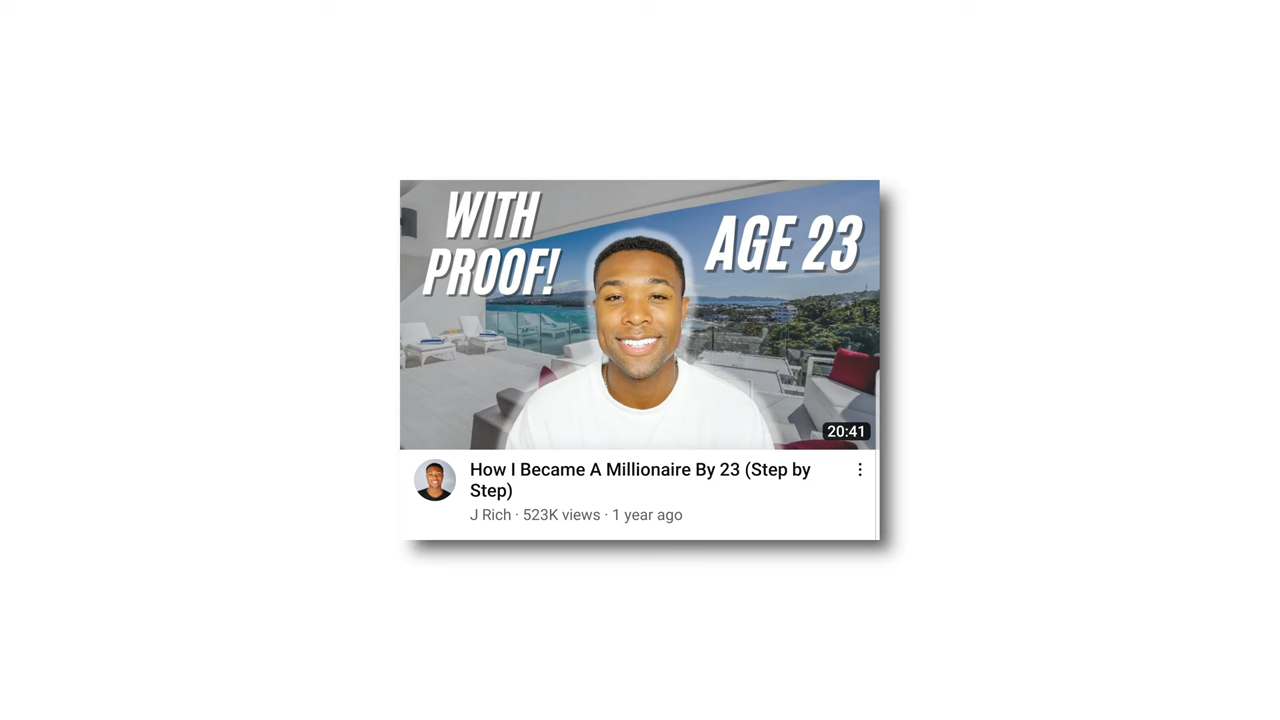 WITH
PROOF!
AGE 23
20:41
How I Became A Millionaire By 23 (Step by
Step)
J Rich · 523K views · 1 year ago